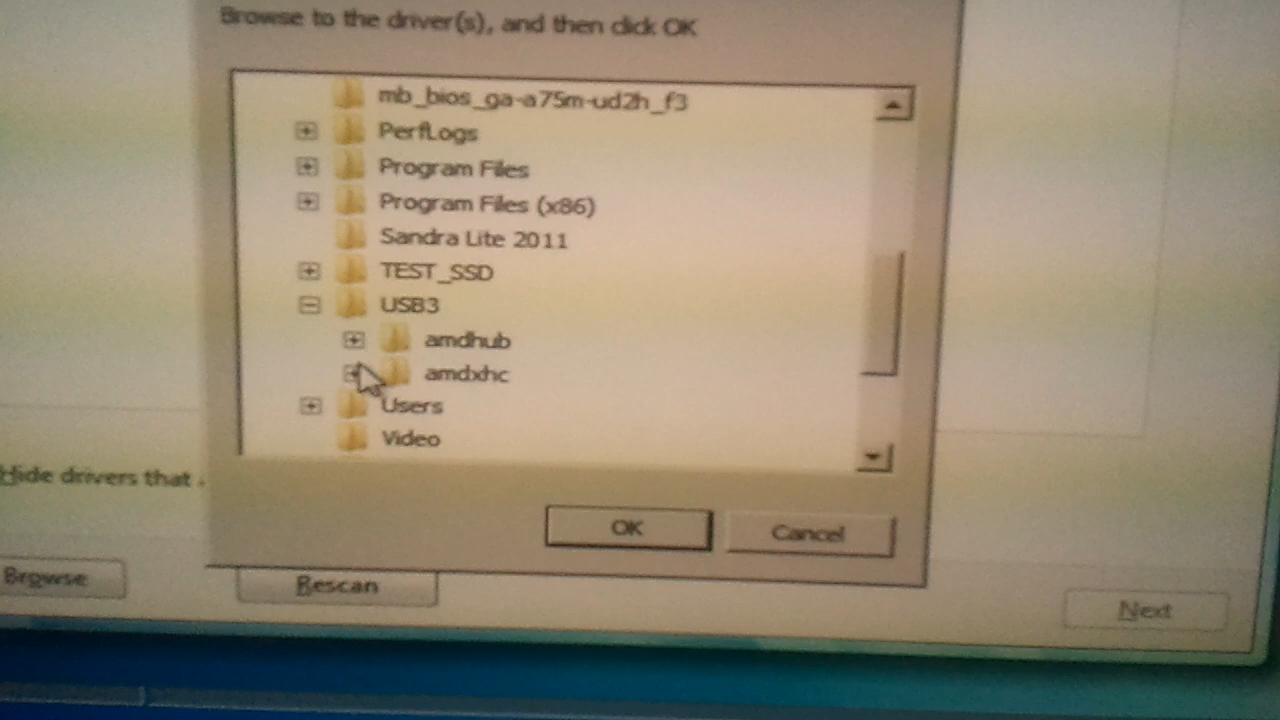 Browse to the driver(s), and then click OK
mb_bios_ga-a75m-ud2h_f3
PerfLogs
Program Files
Program Files (x86)
Sandra Lite 2011
TEST_SSD
USB3
amdhub
amdxhc
Users
Video
Hide drivers that
OK
Cancel
Browse
Rescan
Next